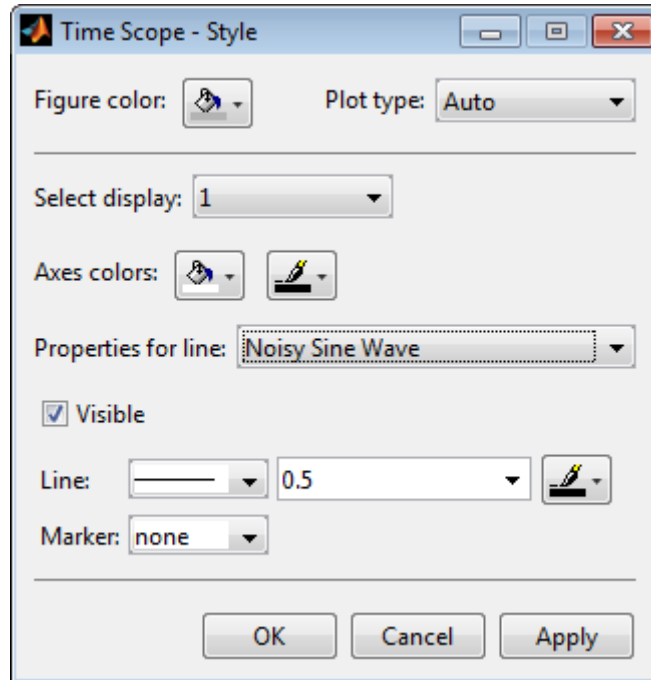 Time Scope - Style
Figure color: Plot type: Auto
Select display: 1
Axes colors:
Properties for line: Noisy Sine Wave
Visible
Line: 0.5
Marker: none
OK Cancel Apply